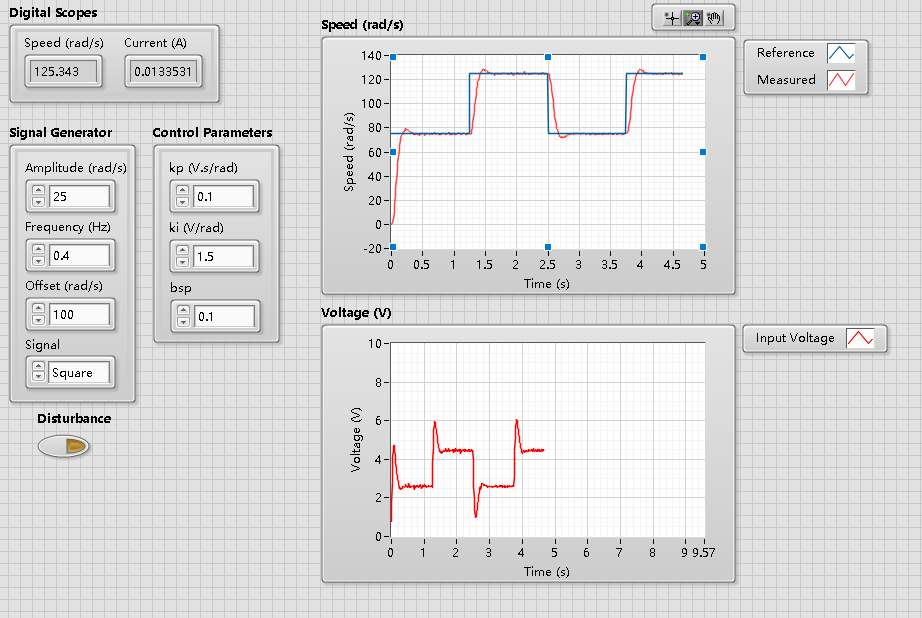 Digital Scopes
Speed (rad/s) Current (A)
125.343 0.0133531
Signal Generator
Amplitude (rad/s)
25
Frequency (Hz)
0.4
Offset (rad/s)
100
Signal
Square
Disturbance
Control Parameters
kp (V.s/rad)
0.1
ki (V/rad)
1.5
bsp
0.1
Speed (rad/s)
Reference
Measured
Speed (rad/s)
140
120
100
80
60
40
20
0
-20
0 0.5 1 1.5 2 2.5 3 3.5 4 4.5 5
Time (s)
Voltage (V)
Input Voltage
Voltage (V)
10
8
6
4
2
0
0 1 2 3 4 5 6 7 8 9 9.57
Time (s)